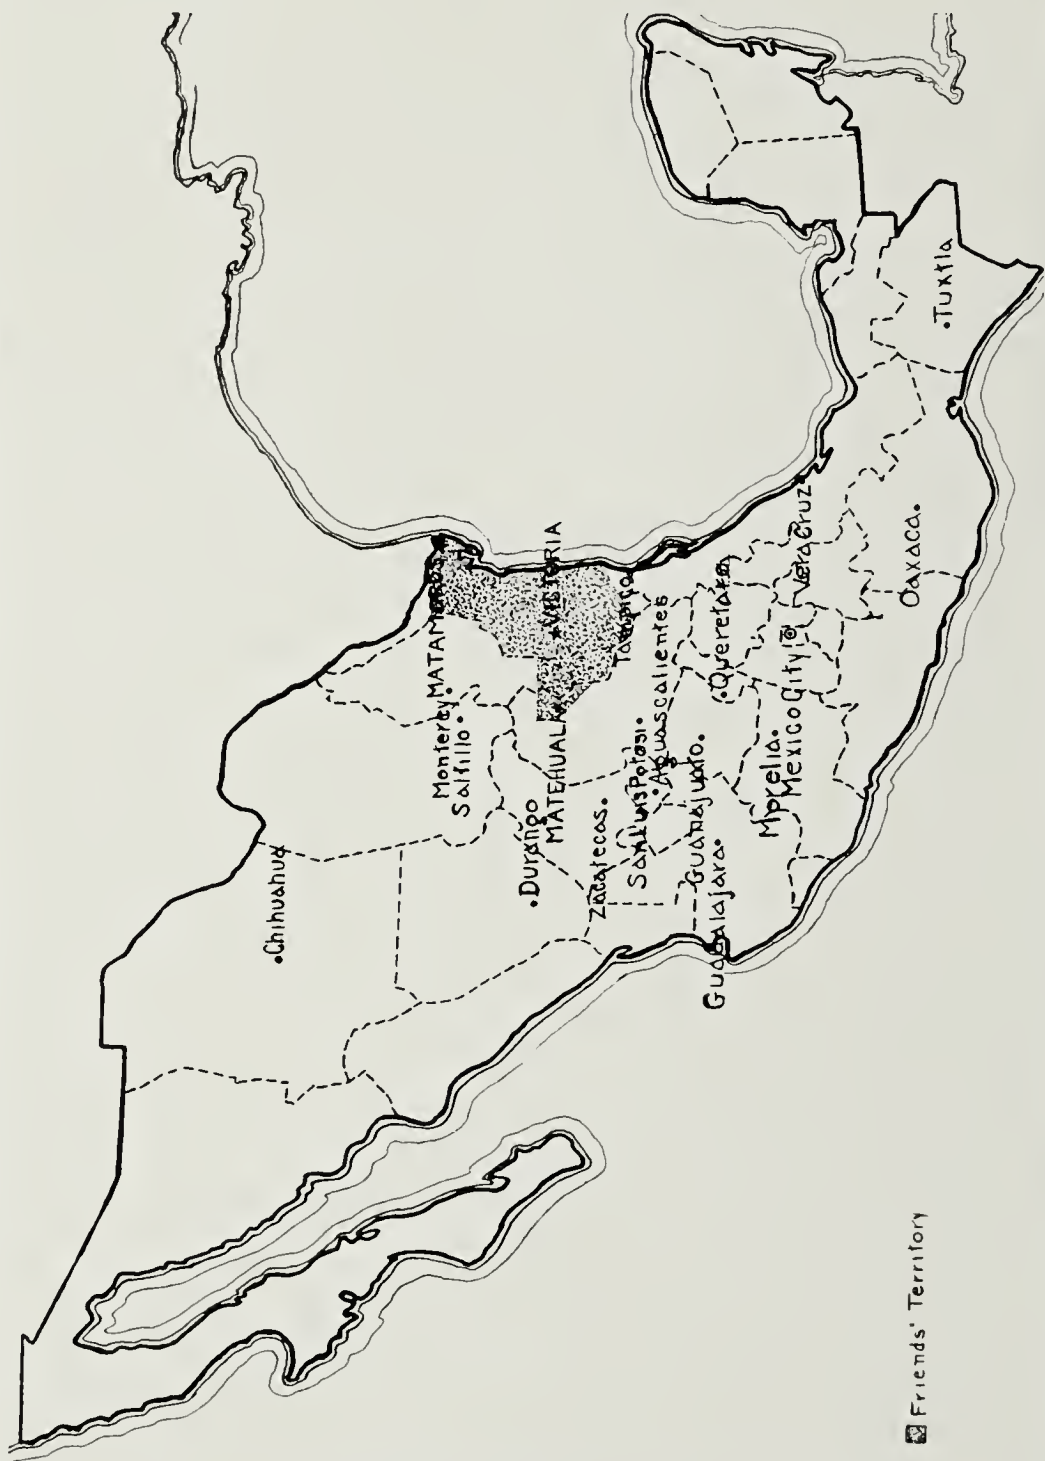 Chihuahua
Monterey
MATAMOROS
Saltillo
Durango
MATEHUALA
VICTORIA
Zacatecas
San Luis Potosi
Tampico
Aguascalientes
Guanajuato
Guadalajara
Queretaro
Morelia
Mexico City
Vera Cruz
Oaxaca
Tuxtla
Friends' Territory